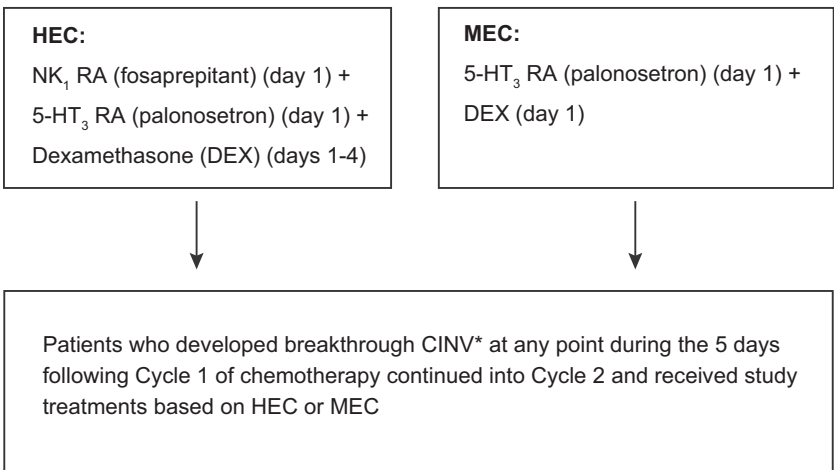 HEC:
NK₁ RA (fosaprepitant) (day 1) +
5-HT₃ RA (palonosetron) (day 1) +
Dexamethasone (DEX) (days 1-4)
MEC:
5-HT₃ RA (palonosetron) (day 1) +
DEX (day 1)
Patients who developed breakthrough CINV* at any point during the 5 days
following Cycle 1 of chemotherapy continued into Cycle 2 and received study
treatments based on HEC or MEC